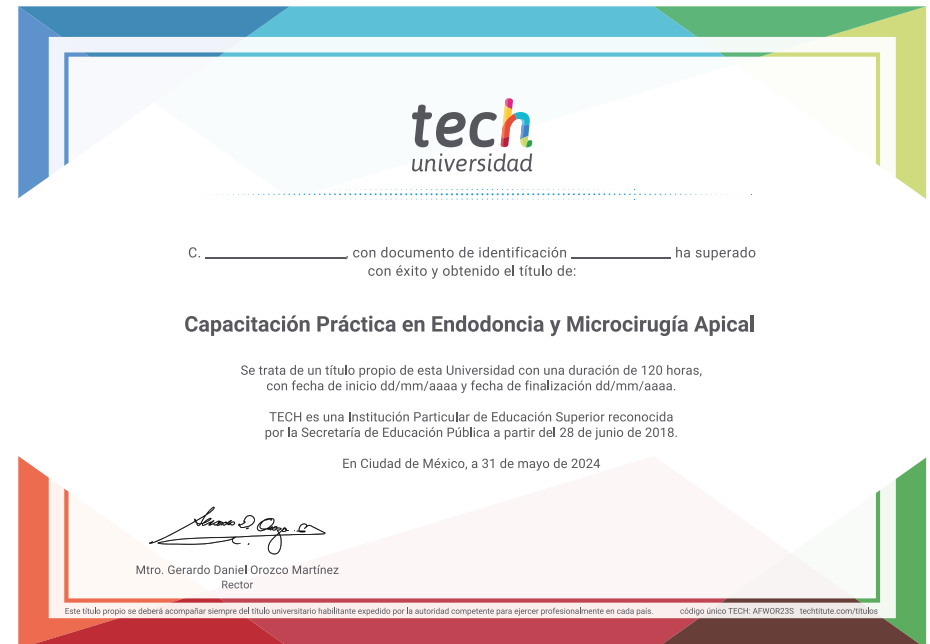 tech
universidad
C. ____________, con documento de identificación _________ ha superado
con éxito y obtenido el título de:
Capacitación Práctica en Endodoncia y Microcirugía Apical
Se trata de un título propio de esta Universidad con una duración de 120 horas,
con fecha de inicio dd/mm/aaaa y fecha de finalización dd/mm/aaaa.
TECH es una Institución Particular de Educación Superior reconocida
por la Secretaría de Educación Pública a partir del 28 de junio de 2018.
En Ciudad de México, a 31 de mayo de 2024
Mtro. Gerardo Daniel Orozco Martínez
Rector
Este título propio se deberá acompañar siempre del título universitario habilitante expedido por la autoridad competente para ejercer profesionalmente en cada país. código único TECH: AFWOR23S techtitute.com/titulos